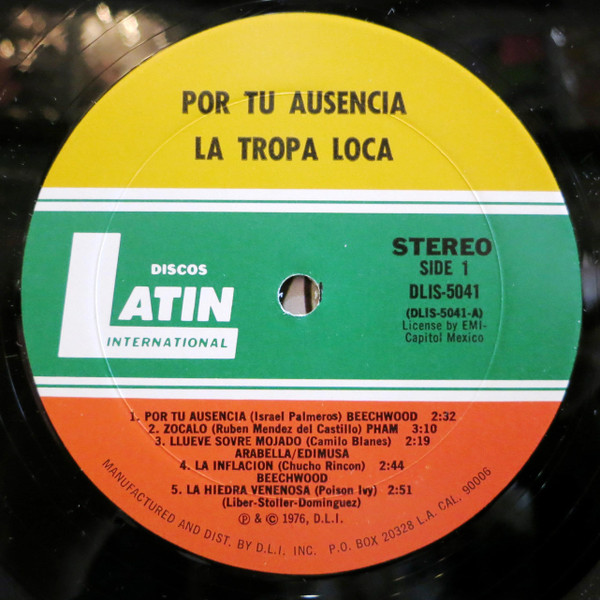 POR TU AUSENCIA
LA TROPA LOCA
DISCOS
LATIN
INTERNATIONAL
STEREO
SIDE 1
DLIS-5041
(DLIS-5041-A)
License by EMI-
Capitol Mexico
1. POR TU AUSENCIA (Israel Palmeros) BEECHWOOD 2:32
2. ZOCALO (Ruben Mendez del Castillo) PHAM 3:10
3. LLUEVE SOVRE MOJADO (Camilo Blanes) 2:19
ARABELLA/EDIMUSA
4. LA INFLACION (Chucho Rincon) 2:44
BEECHWOOD
5. LA HIEDRA VENENOSA (Poison Ivy) 2:51
(Liber-Stoller-Dominguez)
℗ & © 1976, D.L.I.
MANUFACTURED AND DIST. BY D.L.I. INC. P.O. BOX 20328 L.A. CAL. 90006